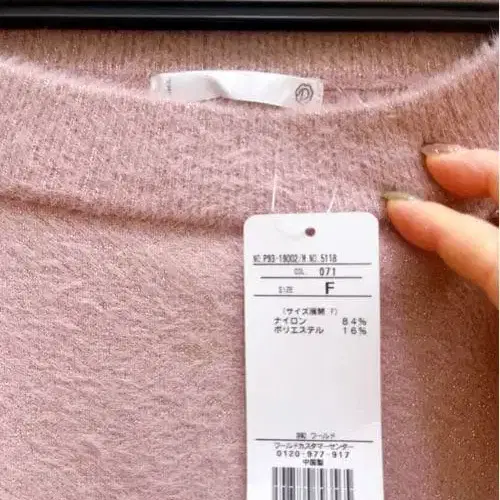 NO.P93-19002/M.NO.5118
COL. 071
SIZE F
(サイズ展開 F)
ナイロン 84%
ポリエステル 16%
㈱ ワールド
ワールドカスタマーセンター
0120-977-917
中国製